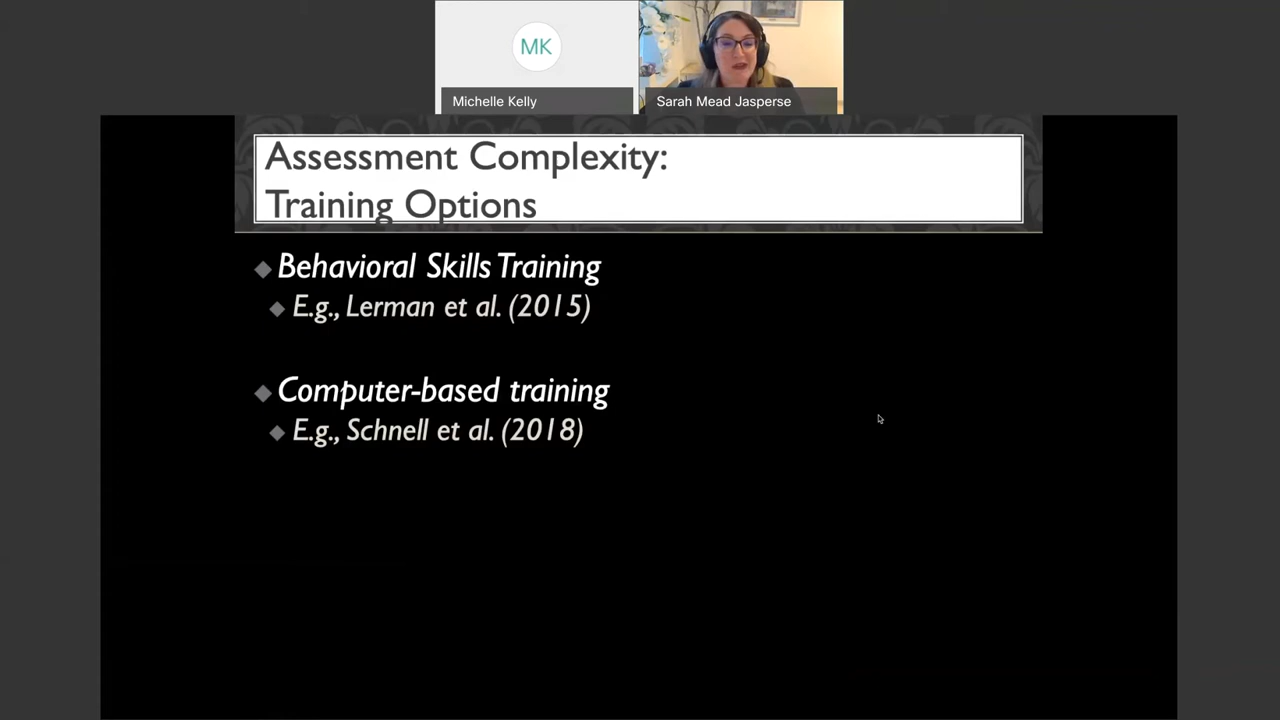 MK
Michelle Kelly
Sarah Mead Jasperse
Assessment Complexity:
Training Options
Behavioral Skills Training
E.g., Lerman et al. (2015)
Computer-based training
E.g., Schnell et al. (2018)